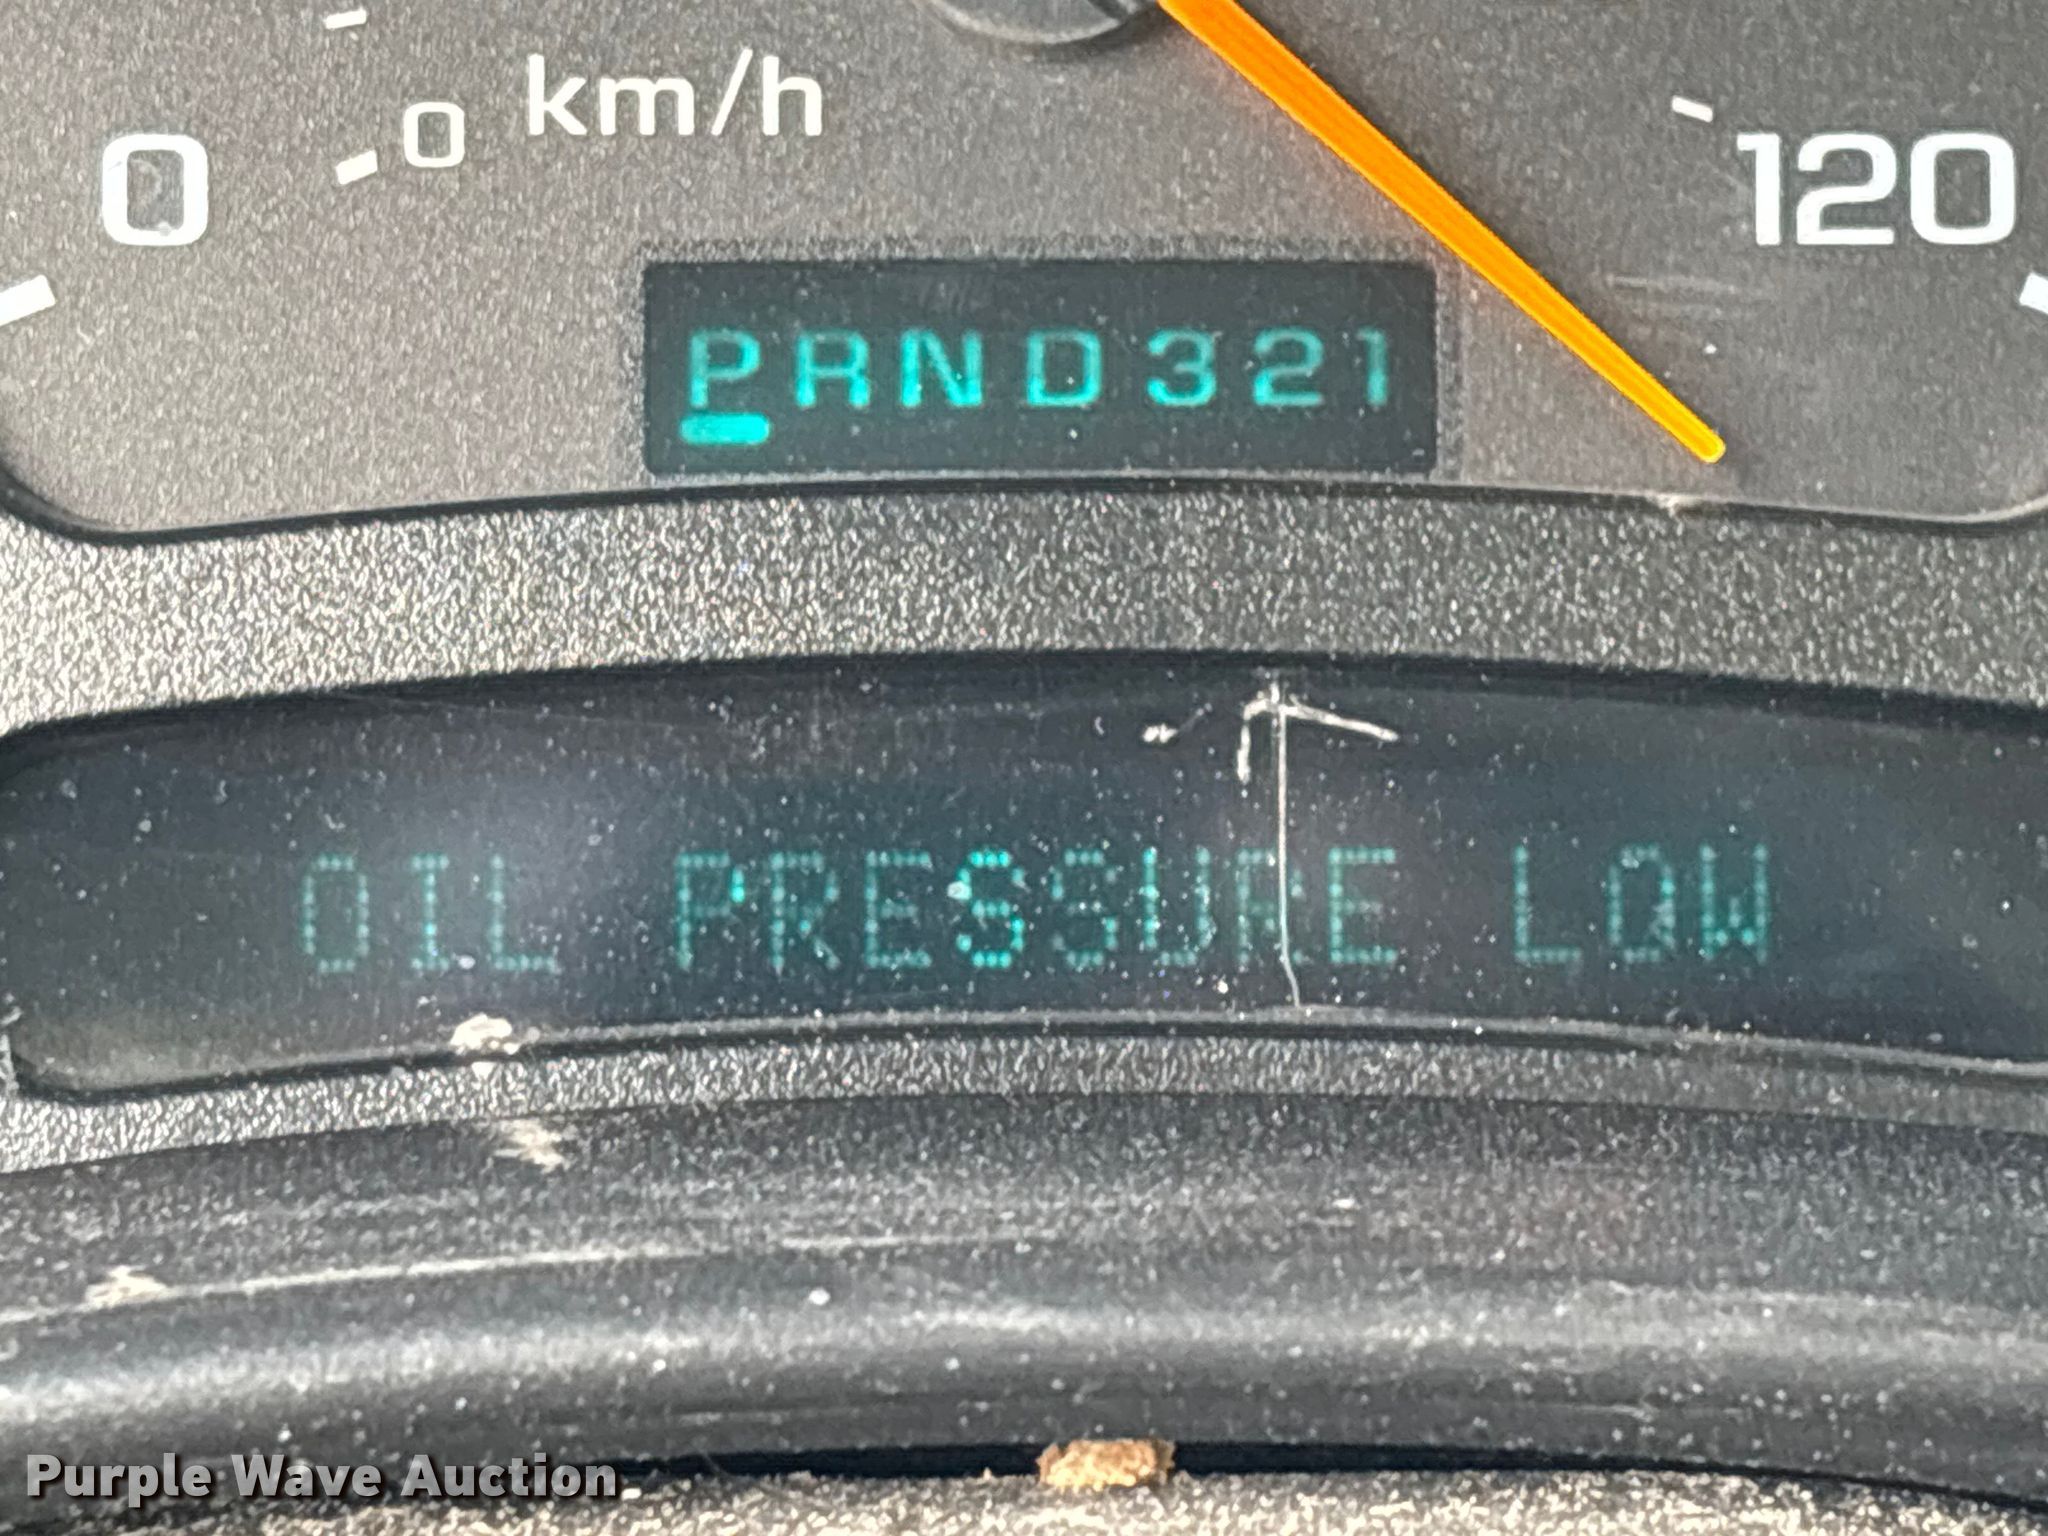 0 km/h
0 120
PRND321
OIL PRESSURE LOW
Purple Wave Auction